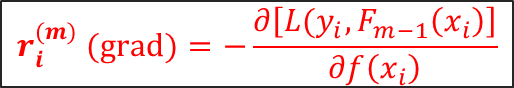 r_i^{(m)} (grad) = −∂[L(y_i, F_{m−1}(x_i)] / ∂f(x_i)